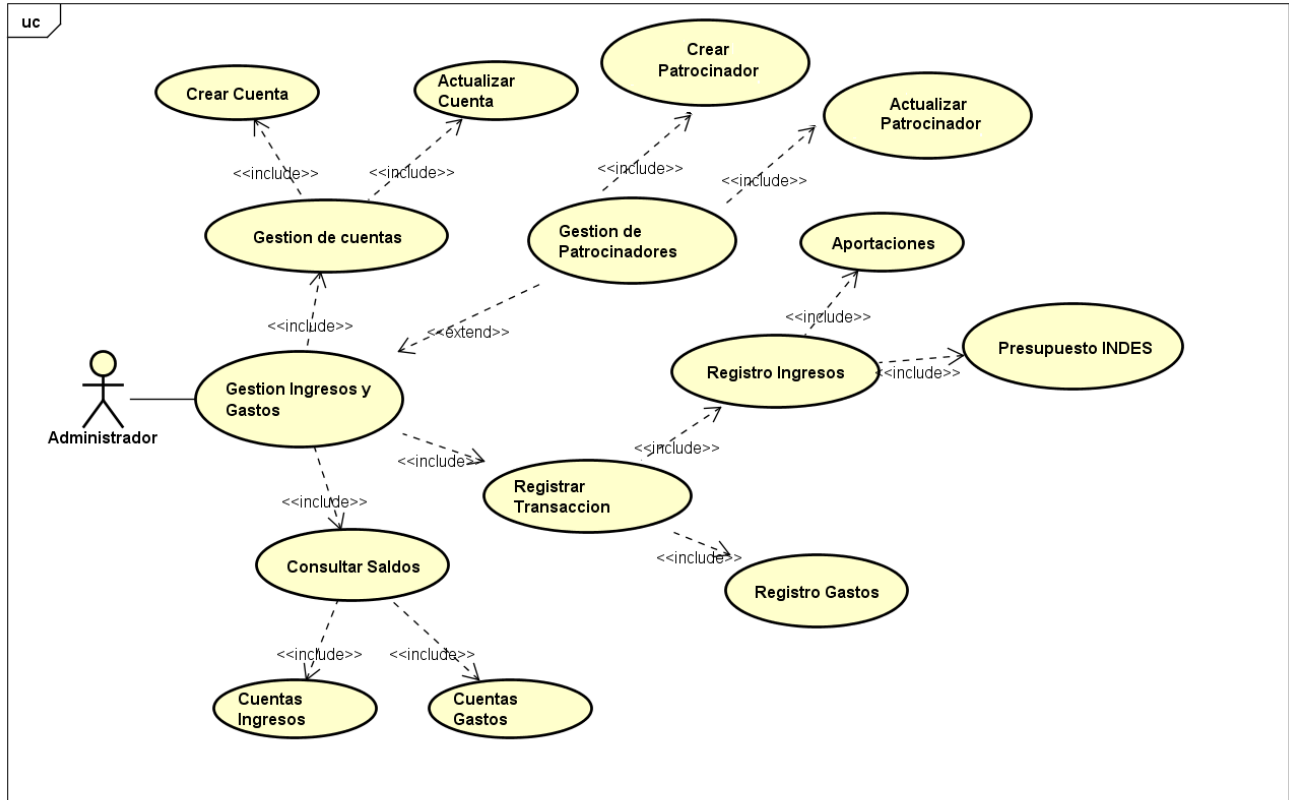 uc
Crear
Patrocinador
Actualizar
Cuenta
Crear Cuenta
Actualizar
Patrocinador
<<include>>
<<include>>
<<include>>
<<include>>
Gestion de cuentas
Gestion de
Patrocinadores
Aportaciones
<<include>>
<<extend>>
<<include>>
Presupuesto INDES
Registro Ingresos
<<include>>
Gestion Ingresos y
Gastos
Administrador
<<include>>
<<include>>
Registrar
Transaccion
<<include>>
<<include>>
Consultar Saldos
Registro Gastos
<<include>>
<<include>>
Cuentas
Ingresos
Cuentas
Gastos